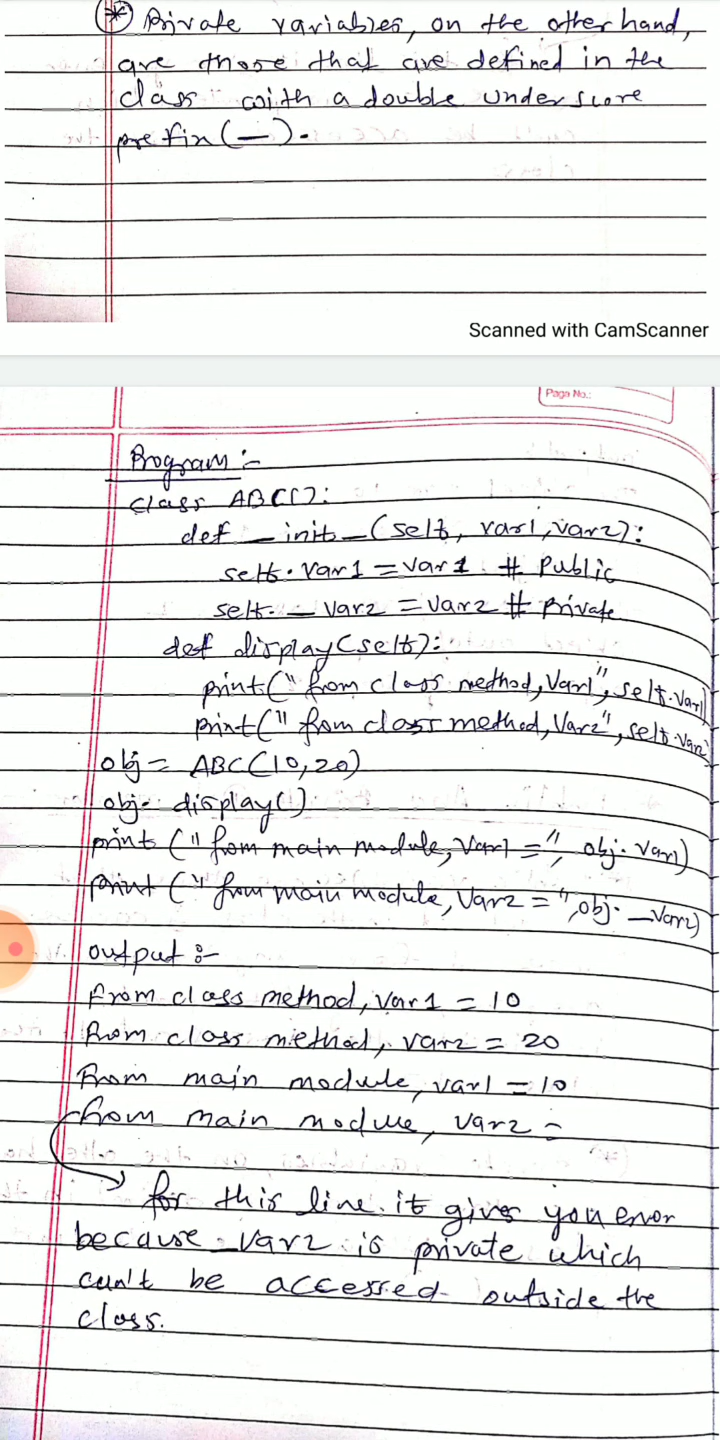 * Private variables, on the other hand,
are those that are defined in the
class with a double underscore
prefix (__).
Scanned with CamScanner
Page No.:
Program :-
class ABC():
def __init__(self, var1, var2):
self.var1 = var1 # Public
self.__var2 = var2 # Private
def display(self):
print("from class method, Var1", self.var1
print("from class method, Var2", self.var2
obj = ABC(10,20)
obj. display()
print ("from main module, Var1 =", obj.var1)
print ("from main module, Var2 =", obj.__var2)
output :-
From class method, var1 = 10
From class method, var2 = 20
From main module, var1 = 10
from main module, var2 =
for this line it gives you error
because var2 is private which
can't be accessed outside the
class.